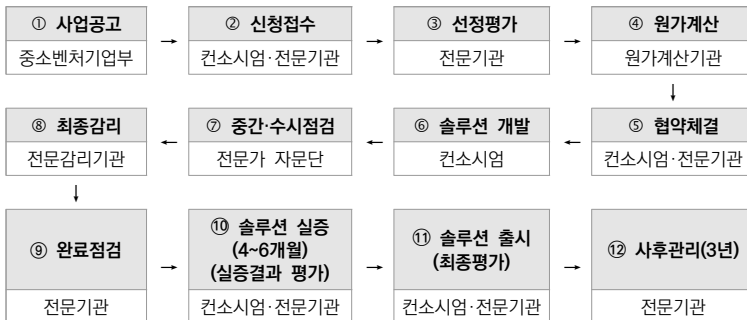 ① 사업공고
중소벤처기업부
② 신청접수
컨소시엄·전문기관
③ 선정평가
전문기관
④ 원가계산
원가계산기관
⑧ 최종감리
전문감리기관
⑦ 중간·수시점검
전문가 자문단
⑥ 솔루션 개발
컨소시엄
⑤ 협약체결
컨소시엄·전문기관
⑨ 완료점검
전문기관
⑩ 솔루션 실증
(4~6개월)
(실증결과 평가)
컨소시엄·전문기관
⑪ 솔루션 출시
(최종평가)
컨소시엄·전문기관
⑫ 사후관리(3년)
전문기관